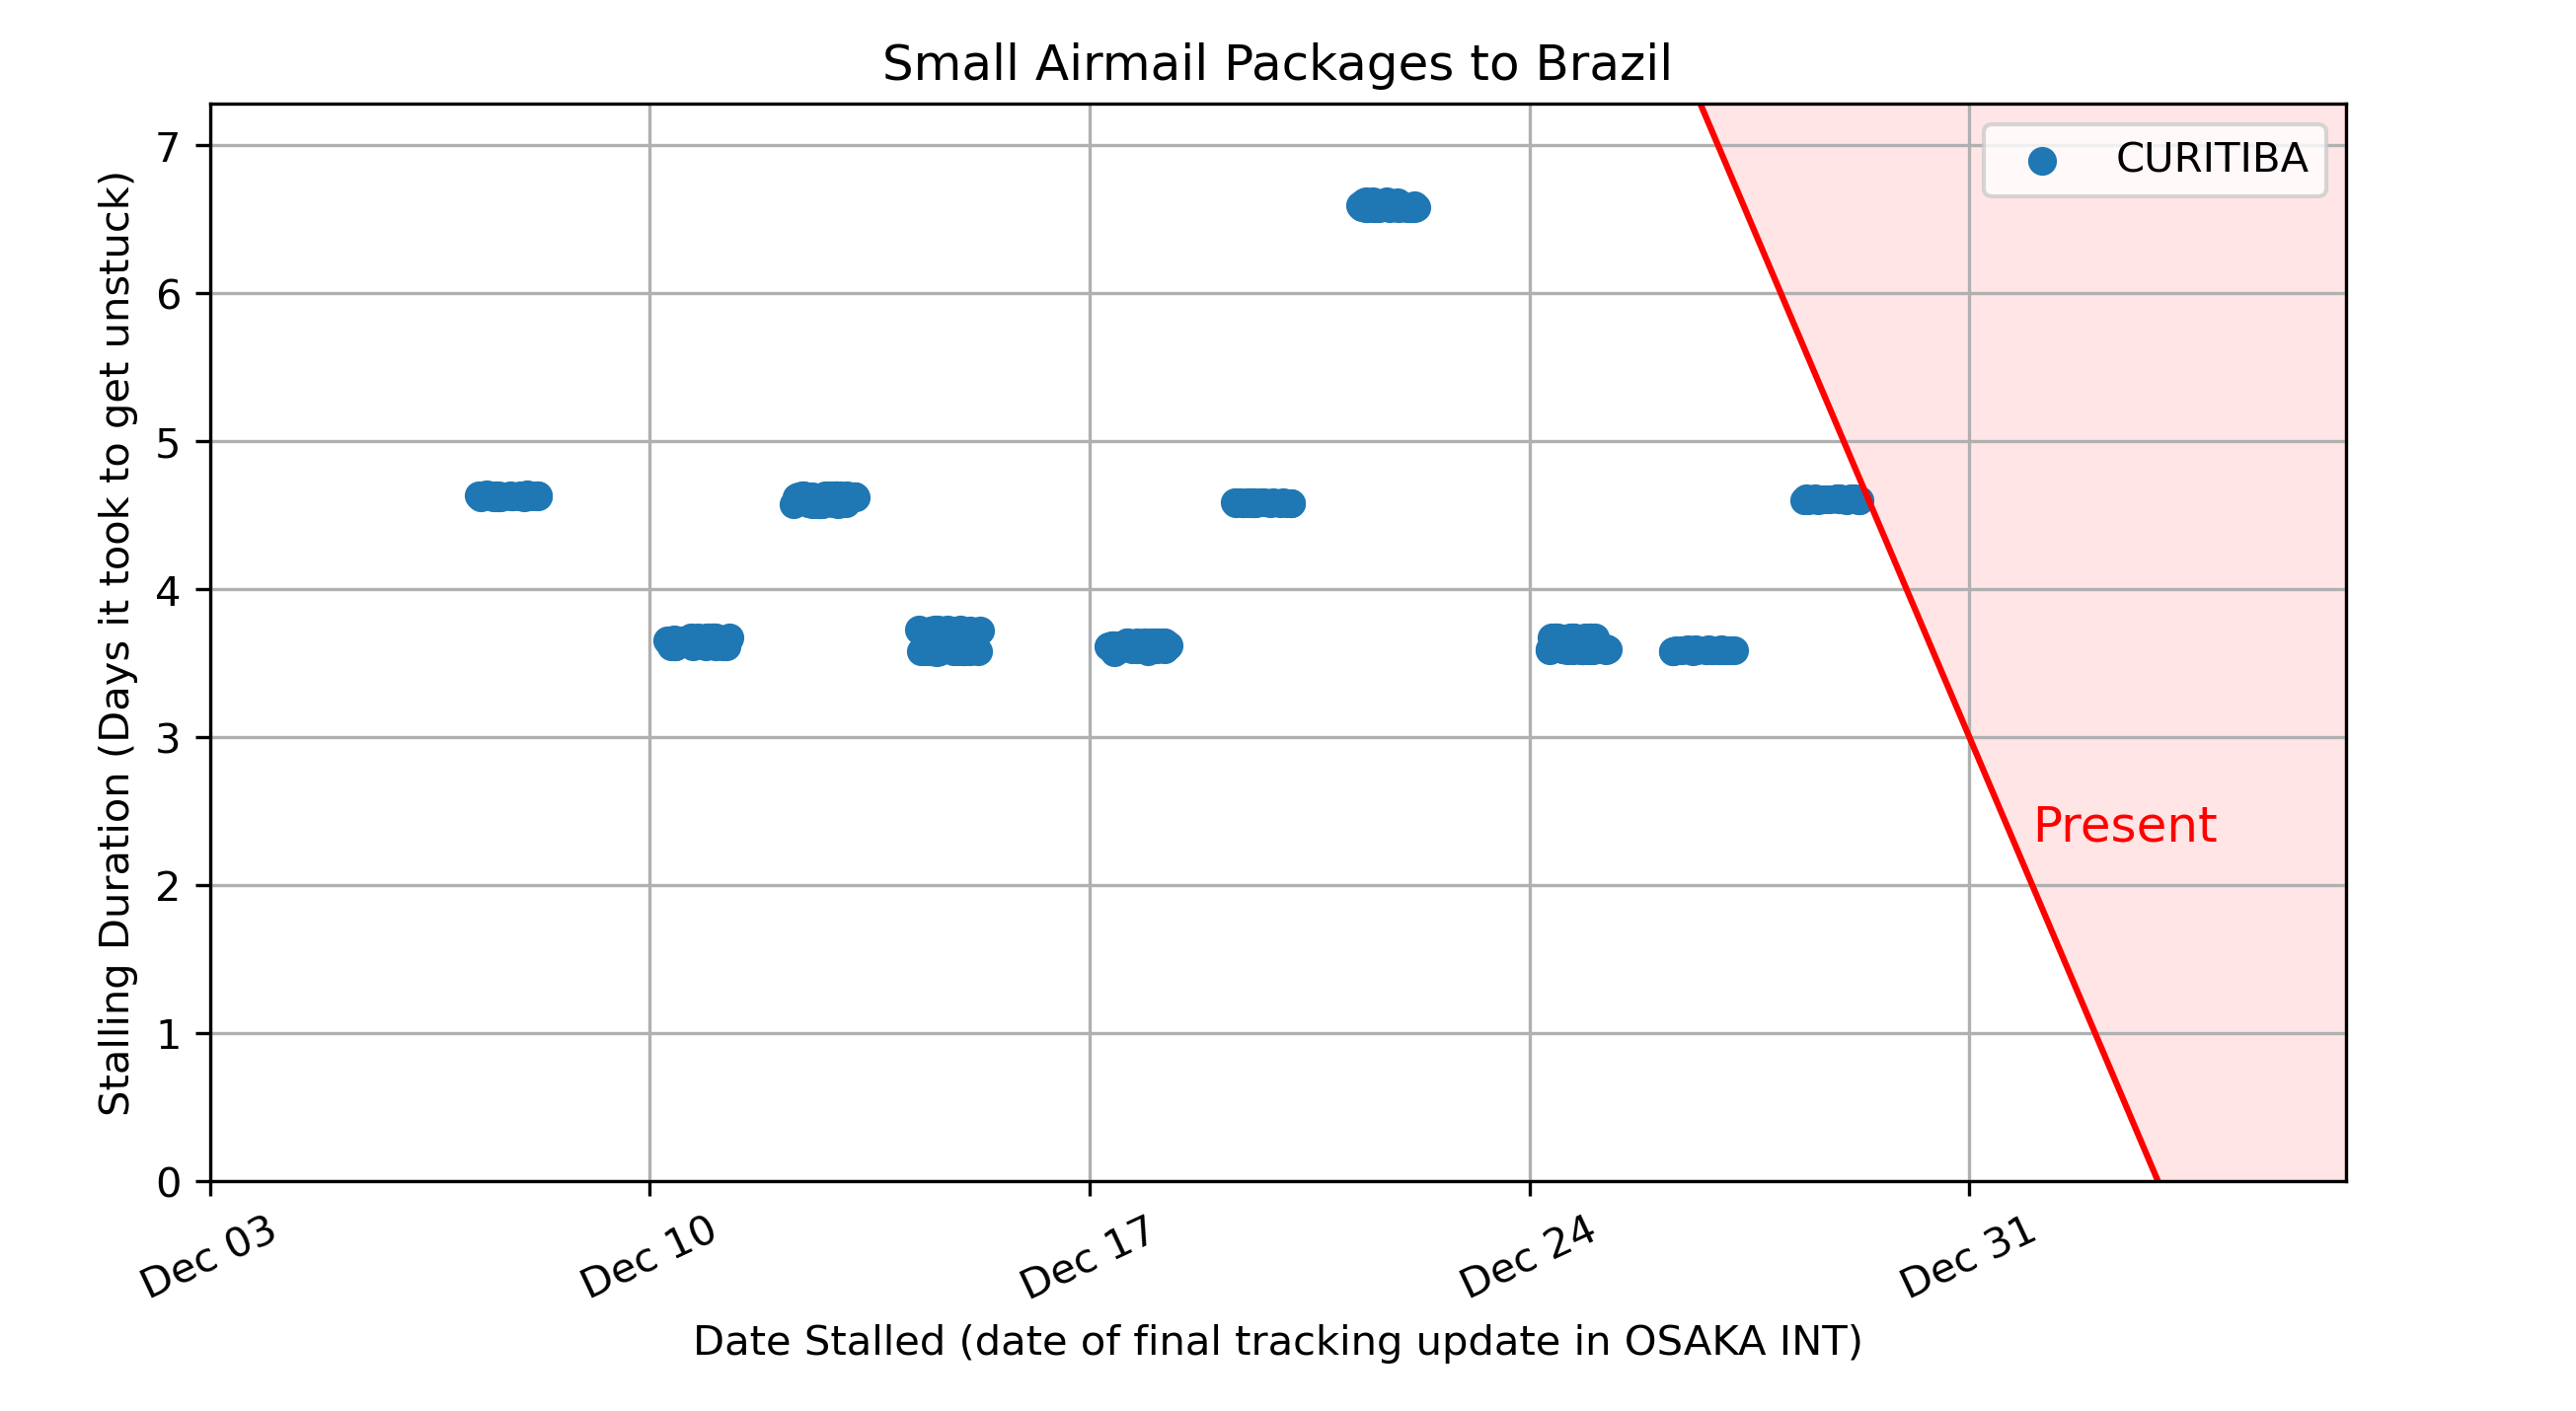 Small Airmail Packages to Brazil
CURITIBA
7
6
5
4
3
2
1
0
Stalling Duration (Days it took to get unstuck)
Present
Dec 03
Dec 10
Dec 17
Dec 24
Dec 31
Date Stalled (date of final tracking update in OSAKA INT)